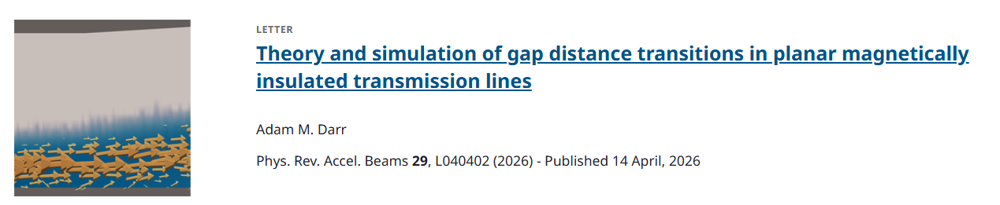 LETTER
Theory and simulation of gap distance transitions in planar magnetically
insulated transmission lines
Adam M. Darr
Phys. Rev. Accel. Beams 29, L040402 (2026) - Published 14 April, 2026